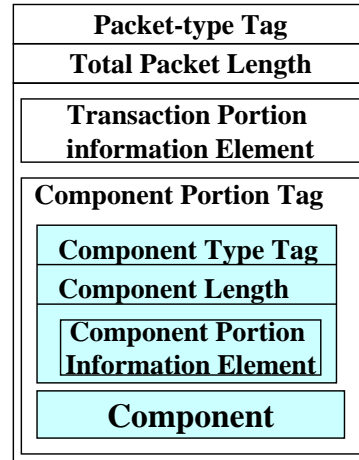 Packet-type Tag
Total Packet Length
Transaction Portion
information Element
Component Portion Tag
Component Type Tag
Component Length
Component Portion
Information Element
Component